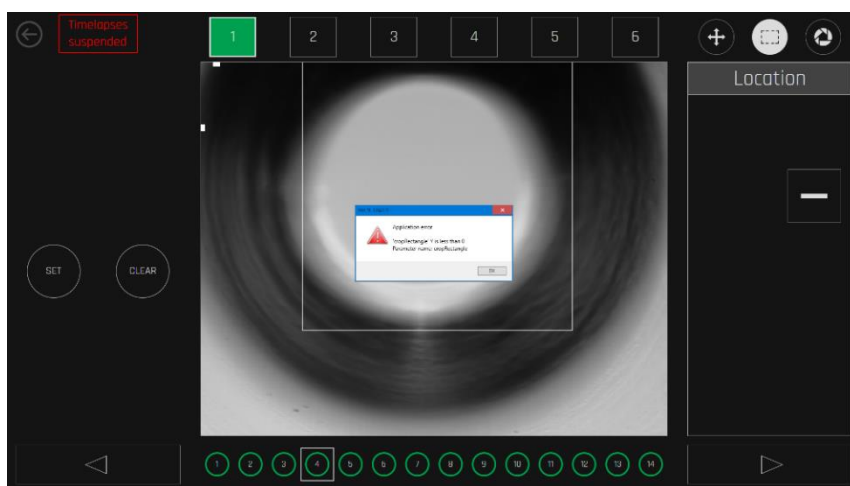 Timelapses
suspended
1
2
3
4
5
6
Location
SET
CLEAR
Application error
'cropRectangle' Y is less than 0
Parameter name: cropRectangle
1
2
3
4
5
6
7
8
9
10
11
12
13
14